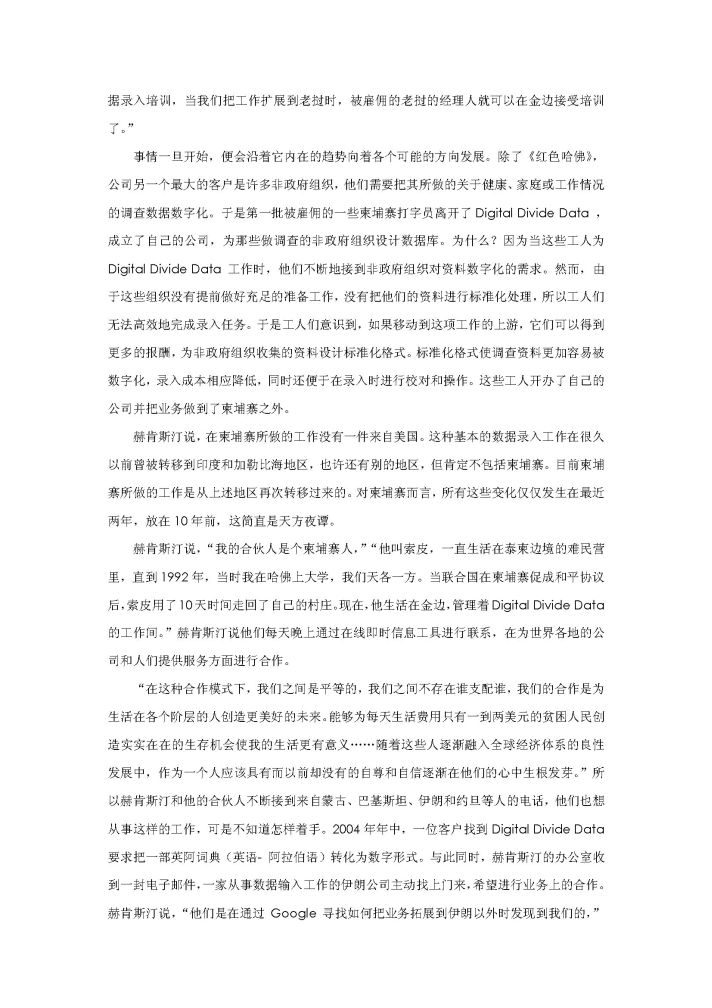 据录入培训，当我们把工作扩展到老挝时，被雇佣的老挝的经理人就可以在金边接受培训
了。”
事情一旦开始，便会沿着它内在的趋势向着各个可能的方向发展。除了《红色哈佛》，
公司另一个最大的客户是许多非政府组织，他们需要把其所做的关于健康、家庭或工作情况
的调查数据数字化。于是第一批被雇佣的一些柬埔寨打字员离开了 Digital Divide Data ，
成立了自己的公司，为那些做调查的非政府组织设计数据库。为什么？因为当这些工人为
Digital Divide Data 工作时，他们不断地接到非政府组织对资料数字化的需求。然而，由
于这些组织没有提前做好充足的准备工作，没有把他们的资料进行标准化处理，所以工人们
无法高效地完成录入任务。于是工人们意识到，如果移动到这项工作的上游，它们可以得到
更多的报酬，为非政府组织收集的资料设计标准化格式。标准化格式使调查资料更加容易被
数字化，录入成本相应降低，同时还便于在录入时进行校对和操作。这些工人开办了自己的
公司并把业务做到了柬埔寨之外。
赫肯斯汀说，在柬埔寨所做的工作没有一件来自美国。这种基本的数据录入工作在很久
以前曾被转移到印度和加勒比海地区，也许还有别的地区，但肯定不包括柬埔寨。目前柬埔
寨所做的工作是从上述地区再次转移过来的。对柬埔寨而言，所有这些变化仅仅发生在最近
两年，放在 10 年前，这简直是天方夜谭。
赫肯斯汀说，“我的合伙人是个柬埔寨人，”“他叫索皮，一直生活在泰柬边境的难民营
里，直到 1992 年，当时我在哈佛上大学，我们天各一方。当联合国在柬埔寨促成和平协议
后，索皮用了 10 天时间走回了自己的村庄。现在，他生活在金边，管理着 Digital Divide Data
的工作间。”赫肯斯汀说他们每天晚上通过在线即时信息工具进行联系，在为世界各地的公
司和人们提供服务方面进行合作。
“在这种合作模式下，我们之间是平等的，我们之间不存在谁支配谁，我们的合作是为
生活在各个阶层的人创造更美好的未来。能够为每天生活费用只有一到两美元的贫困人民创
造实实在在的生存机会使我的生活更有意义……随着这些人逐渐融入全球经济体系的良性
发展中，作为一个人应该具有而以前却没有的自尊和自信逐渐在他们的心中生根发芽。”所
以赫肯斯汀和他的合伙人不断接到来自蒙古、巴基斯坦、伊朗和约旦等人的电话，他们也想
从事这样的工作，可是不知道怎样着手。2004 年年中，一位客户找到 Digital Divide Data
要求把一部英阿词典（英语- 阿拉伯语）转化为数字形式。与此同时，赫肯斯汀的办公室收
到一封电子邮件，一家从事数据输入工作的伊朗公司主动找上门来，希望进行业务上的合作。
赫肯斯汀说，“他们是在通过 Google 寻找如何把业务拓展到伊朗以外时发现到我们的，”